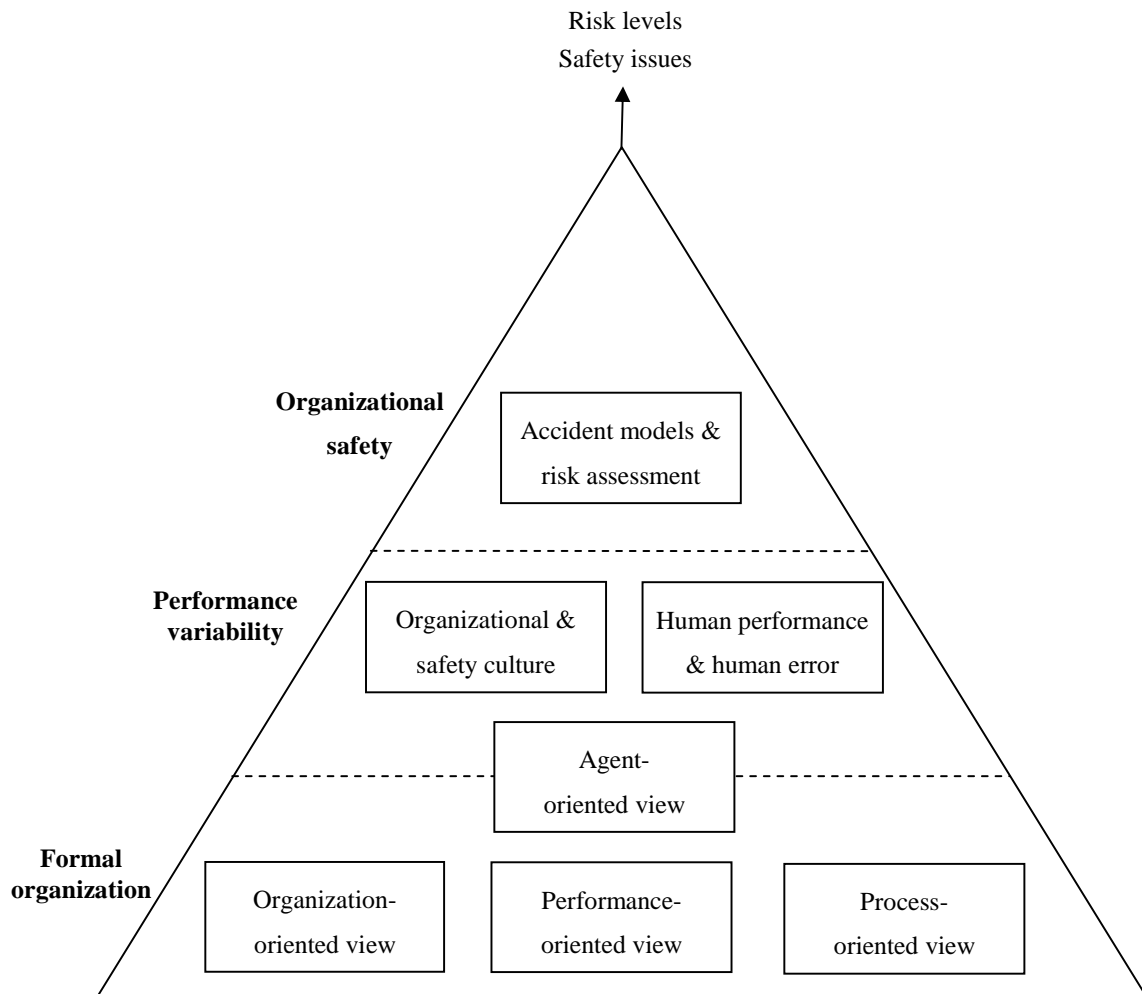 Risk levels
Safety issues
Organizational
safety
Accident models &
risk assessment
Performance
variability
Organizational &
safety culture
Human performance
& human error
Agent-
oriented view
Formal
organization
Organization-
oriented view
Performance-
oriented view
Process-
oriented view